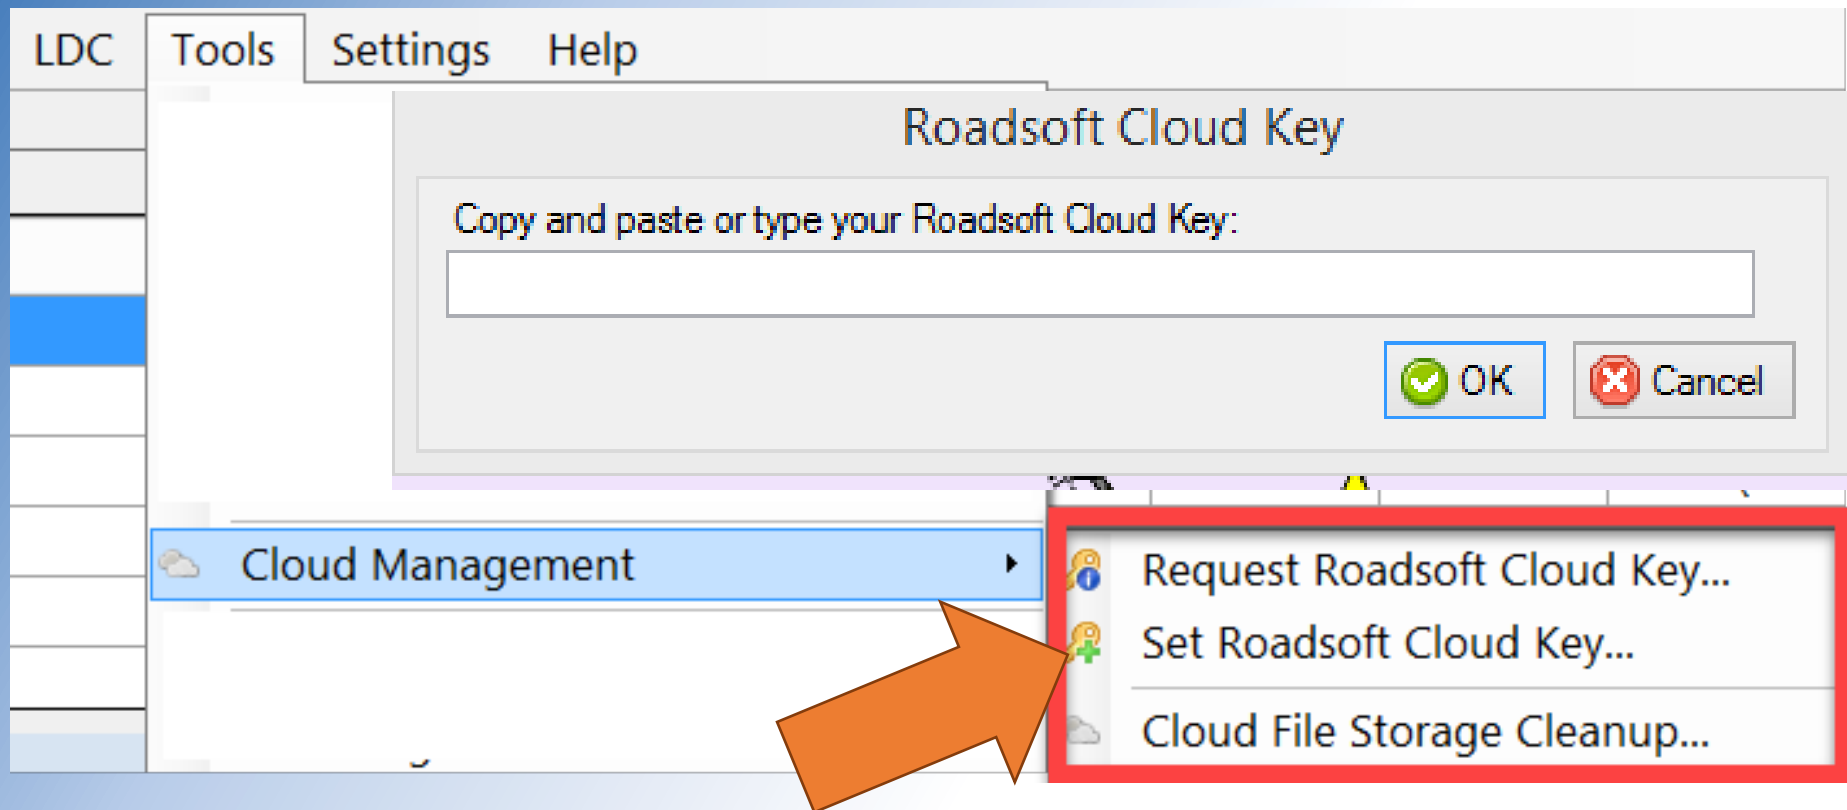 LDC Tools Settings Help
Roadsoft Cloud Key
Copy and paste or type your Roadsoft Cloud Key:
OK Cancel
Cloud Management
Request Roadsoft Cloud Key...
Set Roadsoft Cloud Key...
Cloud File Storage Cleanup...